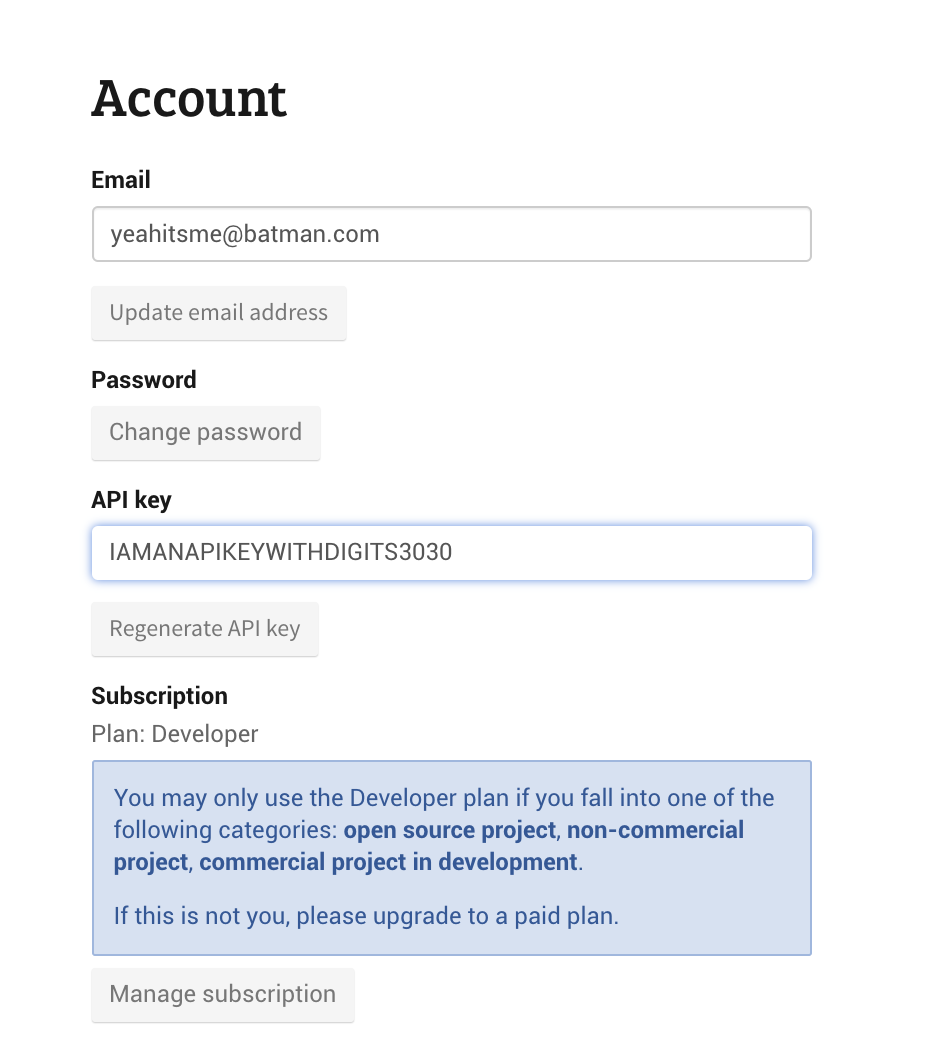 Account
Email
yeahitsme@batman.com
Update email address
Password
Change password
API key
IAMANAPIKEYWITHDIGITS3030
Regenerate API key
Subscription
Plan: Developer
You may only use the Developer plan if you fall into one of the
following categories: open source project, non-commercial
project, commercial project in development.
If this is not you, please upgrade to a paid plan.
Manage subscription